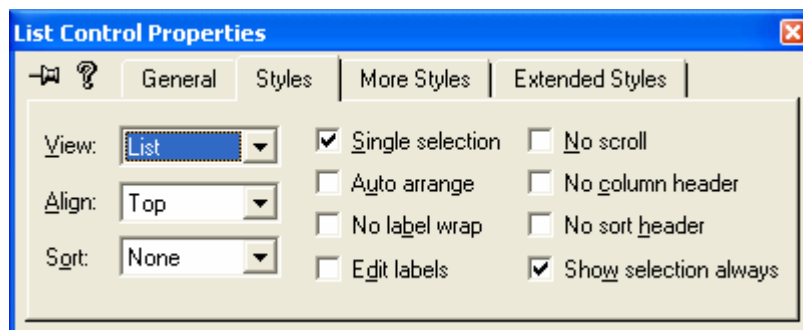 List Control Properties
General Styles More Styles Extended Styles
View: List Single selection No scroll
Auto arrange No column header
Align: Top
No label wrap No sort header
Sort: None
Edit labels Show selection always